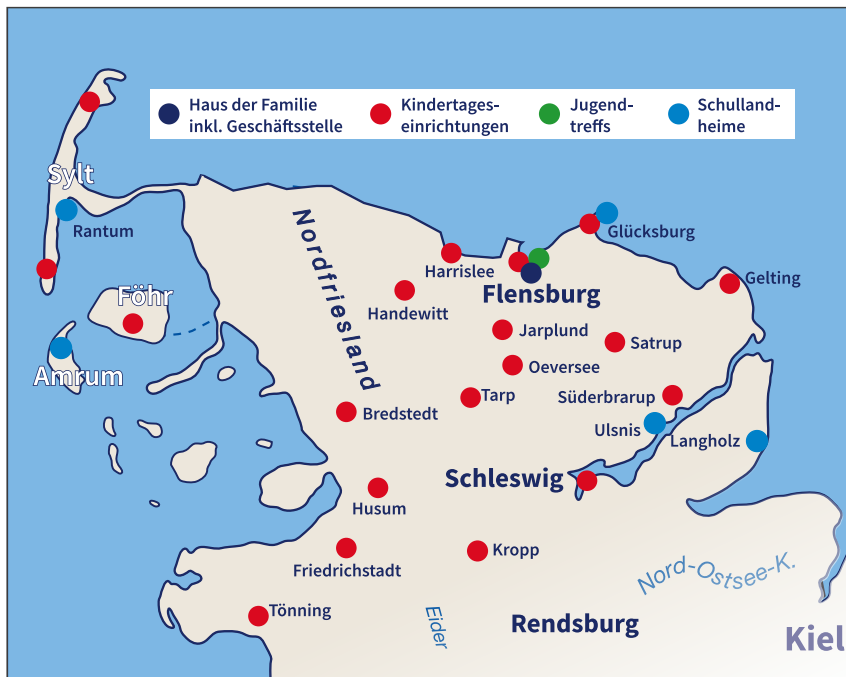 Haus der Familie
inkl. Geschäftsstelle
Kindertages-
einrichtungen
Jugend-
treffs
Schulland-
heime
Sylt
Rantum
Nordfriesland
Glücksburg
Harrislee
Gelting
Föhr
Flensburg
Handewitt
Jarplund
Satrup
Oeversee
Amrum
Tarp
Süderbrarup
Bredstedt
Ulsnis
Langholz
Schleswig
Husum
Kropp
Friedrichstadt
Nord-Ostsee-K.
Tönning
Eider
Rendsburg
Kiel